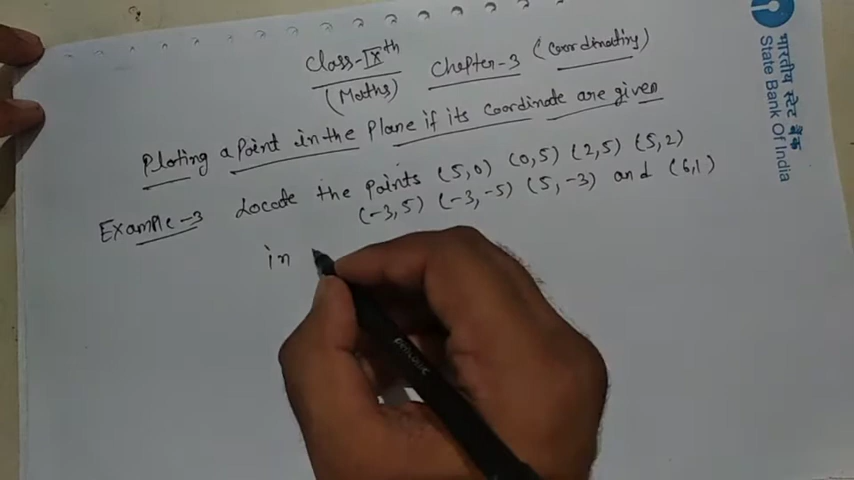 Class-IXth Chepter-3 (Coordinating)
(Maths)
Ploting a Point in the Plane if its Coordinate are given
Example-3 Locate the Points (5,0) (0,5) (2,5) (5,2)
(-3,5) (-3,-5) (5,-3) and (6,1)
in
भारतीय स्टेट बैंक
State Bank Of India